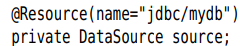 @Resource(name="jdbc/mydb")
private DataSource source;